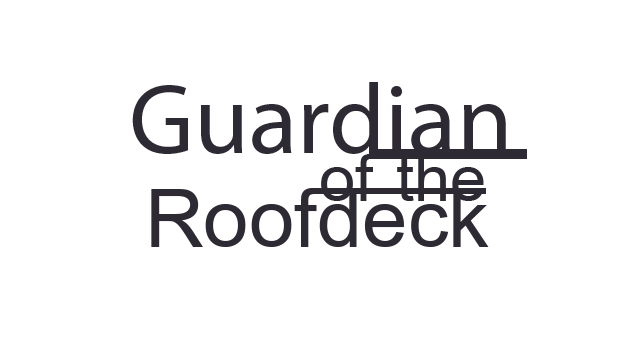 Guardian
of the
Roofdeck